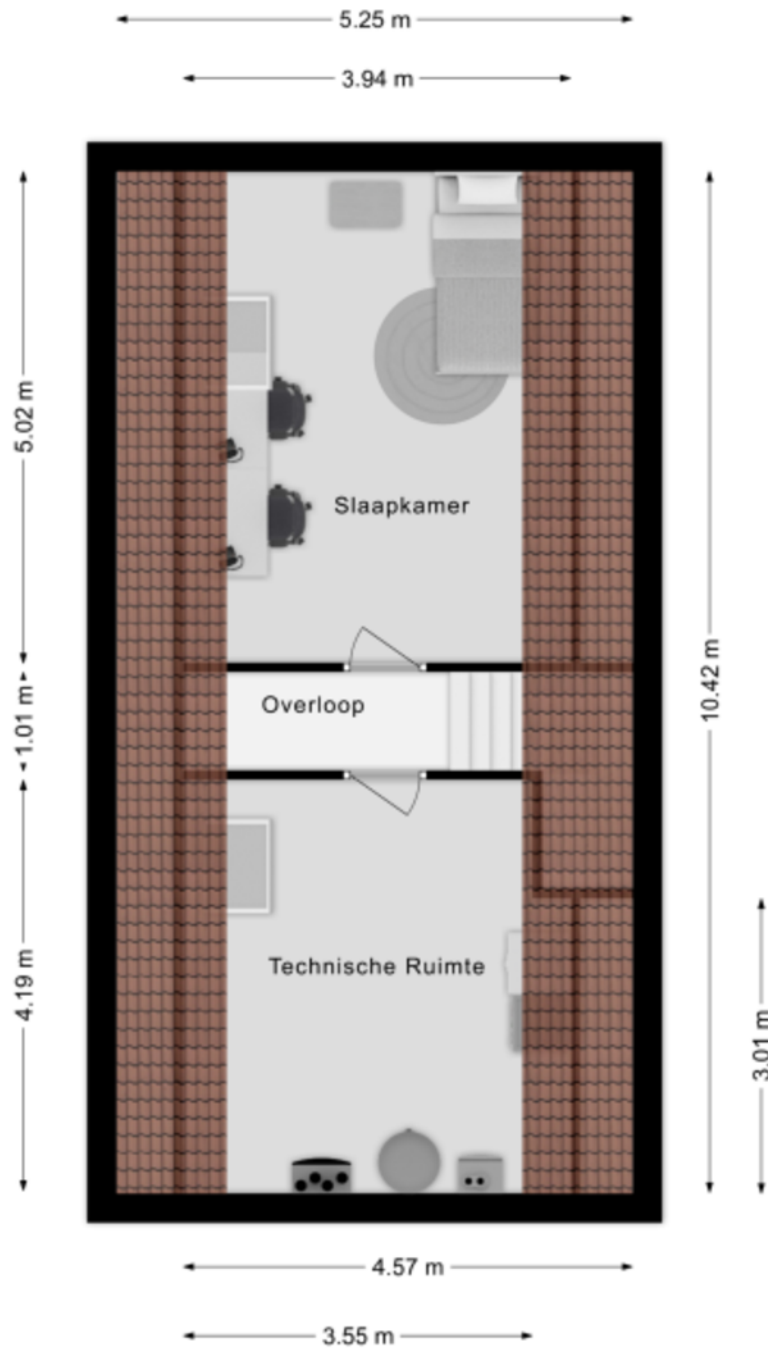 5.25 m
3.94 m
5.02 m
Slaapkamer
10.42 m
Overloop
1.01 m
4.19 m
Technische Ruimte
3.01 m
4.57 m
3.55 m